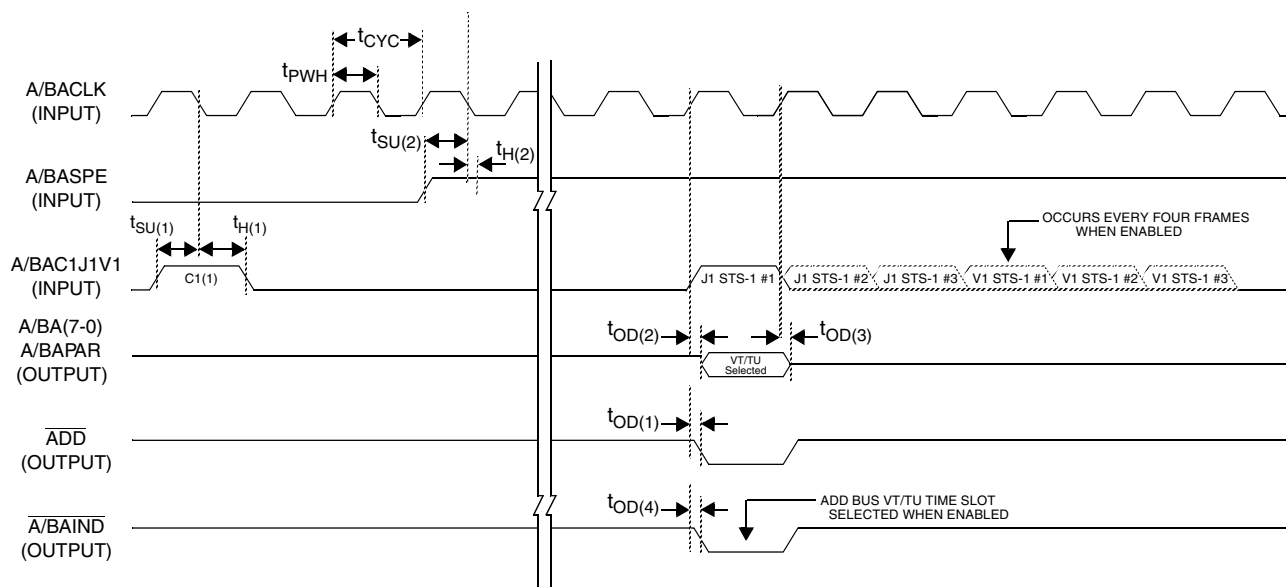 tCYC
tPWH
A/BACLK
(INPUT)
tSU(2)
tH(2)
A/BASPE
(INPUT)
tSU(1)
tH(1)
OCCURS EVERY FOUR FRAMES
WHEN ENABLED
A/BAC1J1V1
(INPUT)
C1(1)
J1 STS-1 #1
J1 STS-1 #2
J1 STS-1 #3
V1 STS-1 #1
V1 STS-1 #2
V1 STS-1 #3
A/BA(7-0)
A/BAPAR
(OUTPUT)
tOD(2)
tOD(3)
VT/TU
Selected
ADD
(OUTPUT)
tOD(1)
A/BAIND
(OUTPUT)
tOD(4)
ADD BUS VT/TU TIME SLOT
SELECTED WHEN ENABLED